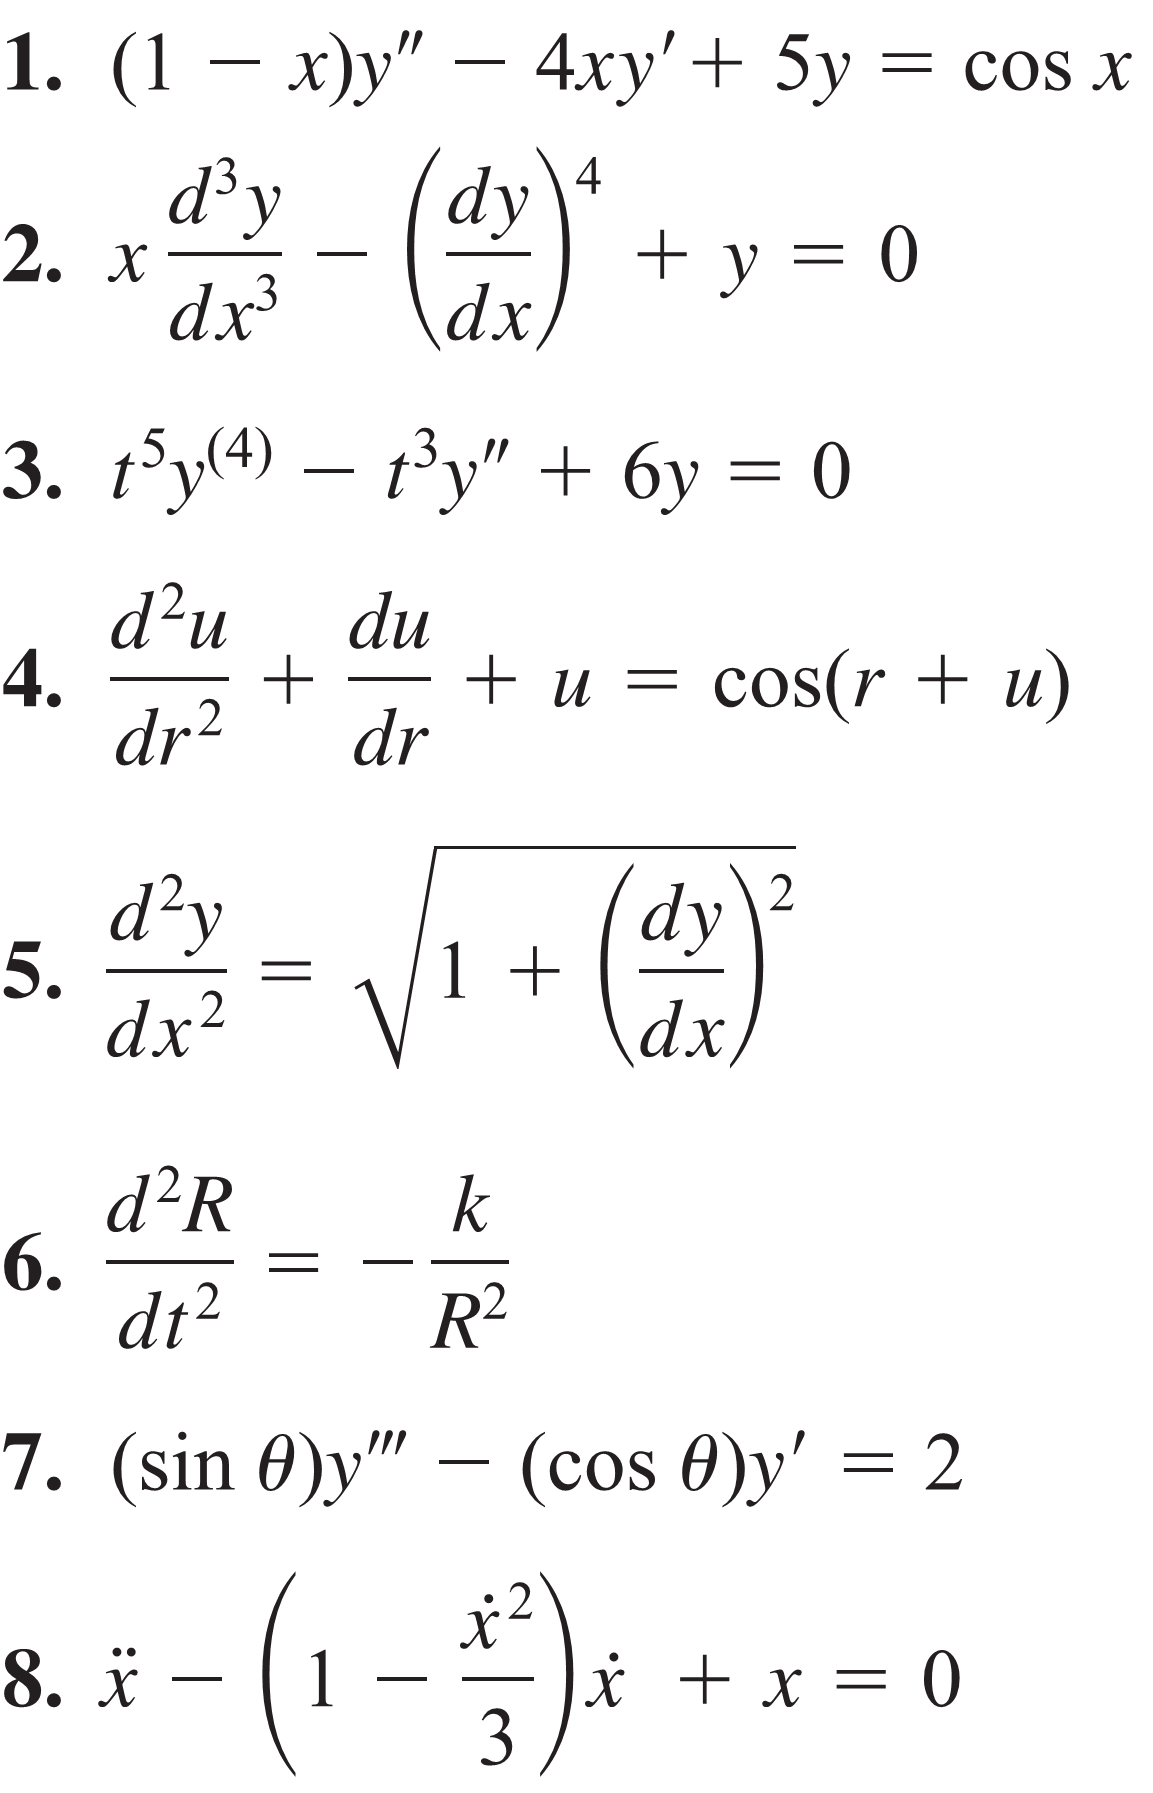 1. (1 − x)y″ − 4xy′ + 5y = cos x
2. x d³y/dx³ − (dy/dx)⁴ + y = 0
3. t⁵y⁽⁴⁾ − t³y″ + 6y = 0
4. d²u/dr² + du/dr + u = cos(r + u)
5. d²y/dx² = √(1 + (dy/dx)²)
6. d²R/dt² = −k/R²
7. (sin θ)y‴ − (cos θ)y′ = 2
8. ẍ − (1 − ẋ²/3)ẋ + x = 0